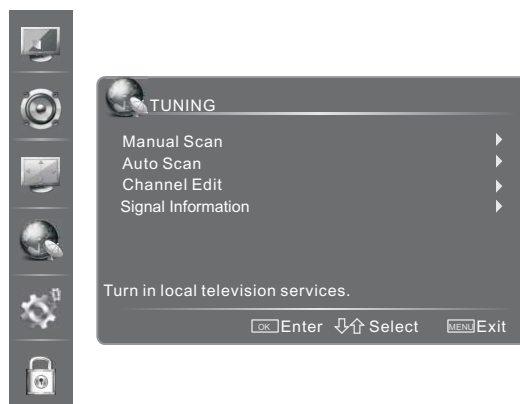 TUNING
Manual Scan
Auto Scan
Channel Edit
Signal Information
Turn in local television services.
OK Enter Select MENU Exit